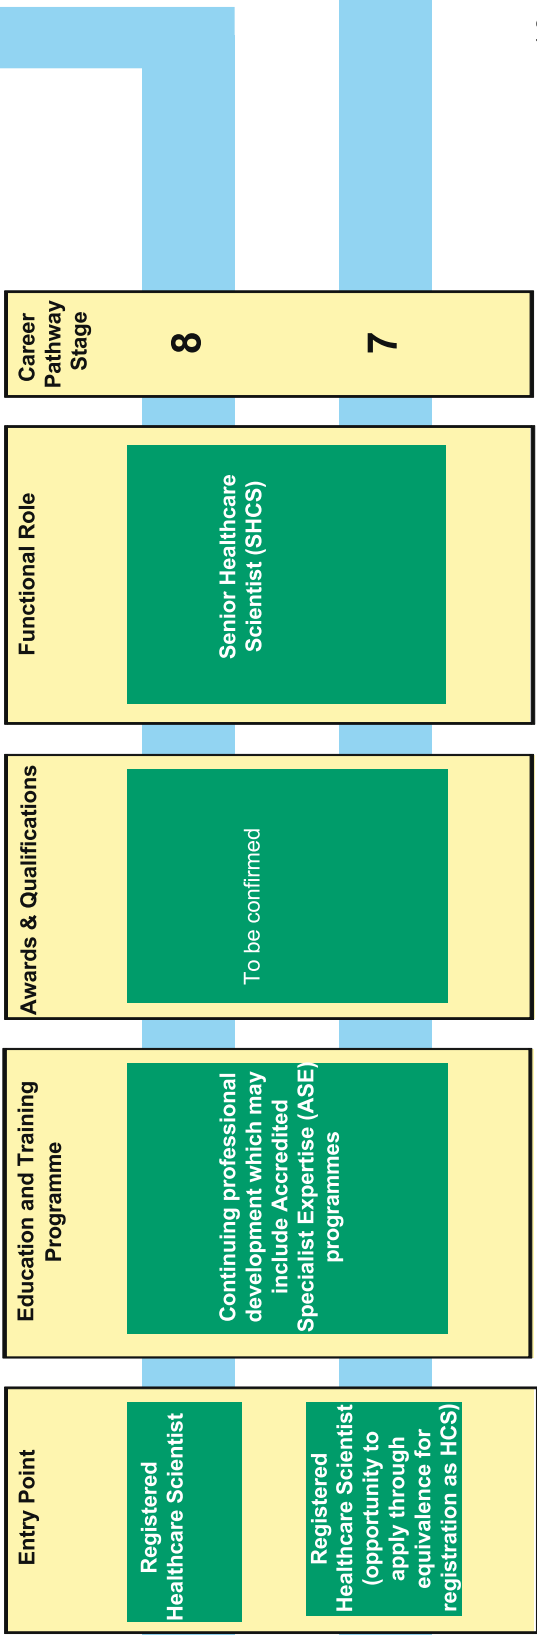 Entry Point
Registered
Healthcare Scientist
Registered
Healthcare Scientist
(opportunity to
apply through
equivalence for
registration as HCS)
Education and Training
Programme
Continuing professional
development which may
include Accredited
Specialist Expertise (ASE)
programmes
Awards & Qualifications
To be confirmed
Functional Role
Senior Healthcare
Scientist (SHCS)
Career
Pathway
Stage
8
7